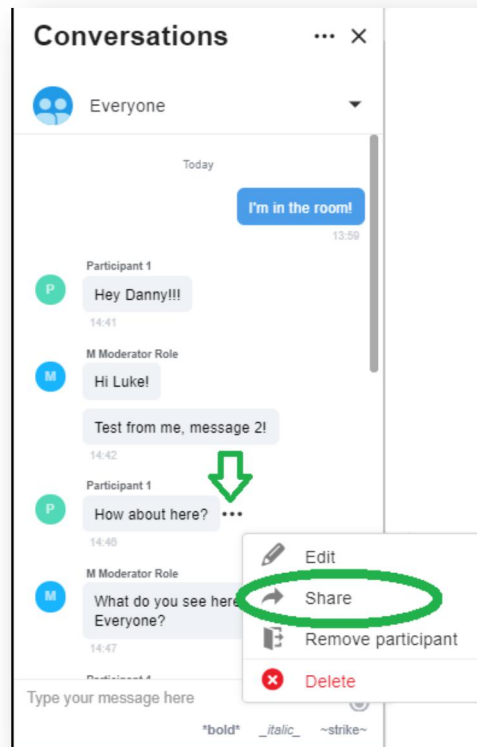 Conversations
Everyone
Today
I'm in the room!
13:59
Participant 1
P
Hey Danny!!!
14:41
M Moderator Role
M
Hi Luke!
Test from me, message 2!
14:42
Participant 1
P
How about here?
14:46
Edit
M Moderator Role
M
Share
What do you see here
Everyone?
Remove participant
14:47
Participant 1
Delete
Type your message here
*bold* _italic_ ~strike~